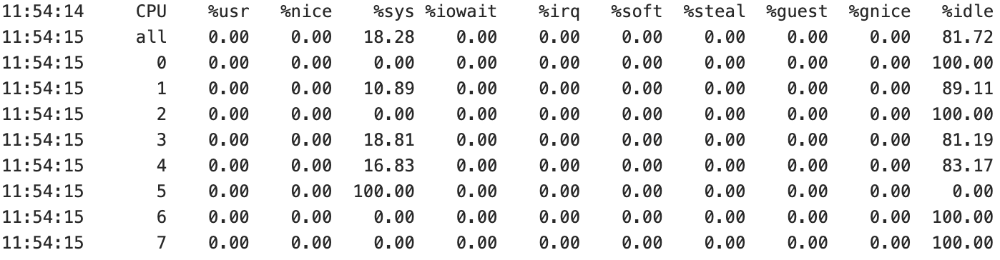 11:54:14 CPU %usr %nice %sys %iowait %irq %soft %steal %guest %gnice %idle
11:54:15 all 0.00 0.00 18.28 0.00 0.00 0.00 0.00 0.00 0.00 81.72
11:54:15 0 0.00 0.00 0.00 0.00 0.00 0.00 0.00 0.00 0.00 100.00
11:54:15 1 0.00 0.00 10.89 0.00 0.00 0.00 0.00 0.00 0.00 89.11
11:54:15 2 0.00 0.00 0.00 0.00 0.00 0.00 0.00 0.00 0.00 100.00
11:54:15 3 0.00 0.00 18.81 0.00 0.00 0.00 0.00 0.00 0.00 81.19
11:54:15 4 0.00 0.00 16.83 0.00 0.00 0.00 0.00 0.00 0.00 83.17
11:54:15 5 0.00 0.00 100.00 0.00 0.00 0.00 0.00 0.00 0.00 0.00
11:54:15 6 0.00 0.00 0.00 0.00 0.00 0.00 0.00 0.00 0.00 100.00
11:54:15 7 0.00 0.00 0.00 0.00 0.00 0.00 0.00 0.00 0.00 100.00